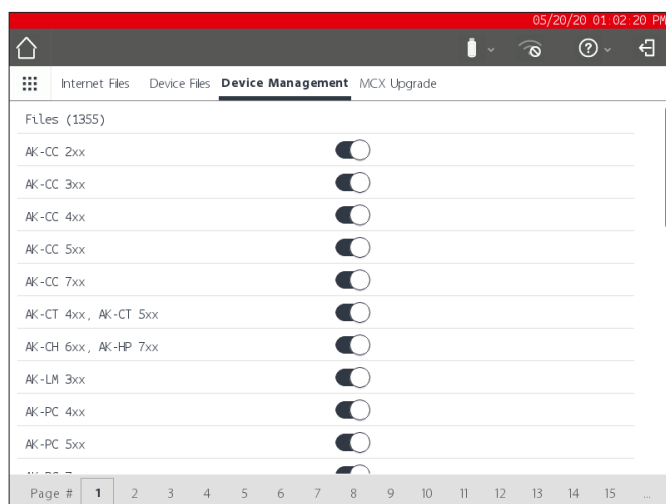 05/20/20 01:02:20 PM
Internet Files Device Files Device Management MCX Upgrade
Files (1355)
AK-CC 2xx
AK-CC 3xx
AK-CC 4xx
AK-CC 5xx
AK-CC 7xx
AK-CT 4xx, AK-CT 5xx
AK-CH 6xx, AK-HP 7xx
AK-LM 3xx
AK-PC 4xx
AK-PC 5xx
Page # 1 2 3 4 5 6 7 8 9 10 11 12 13 14 15 ...